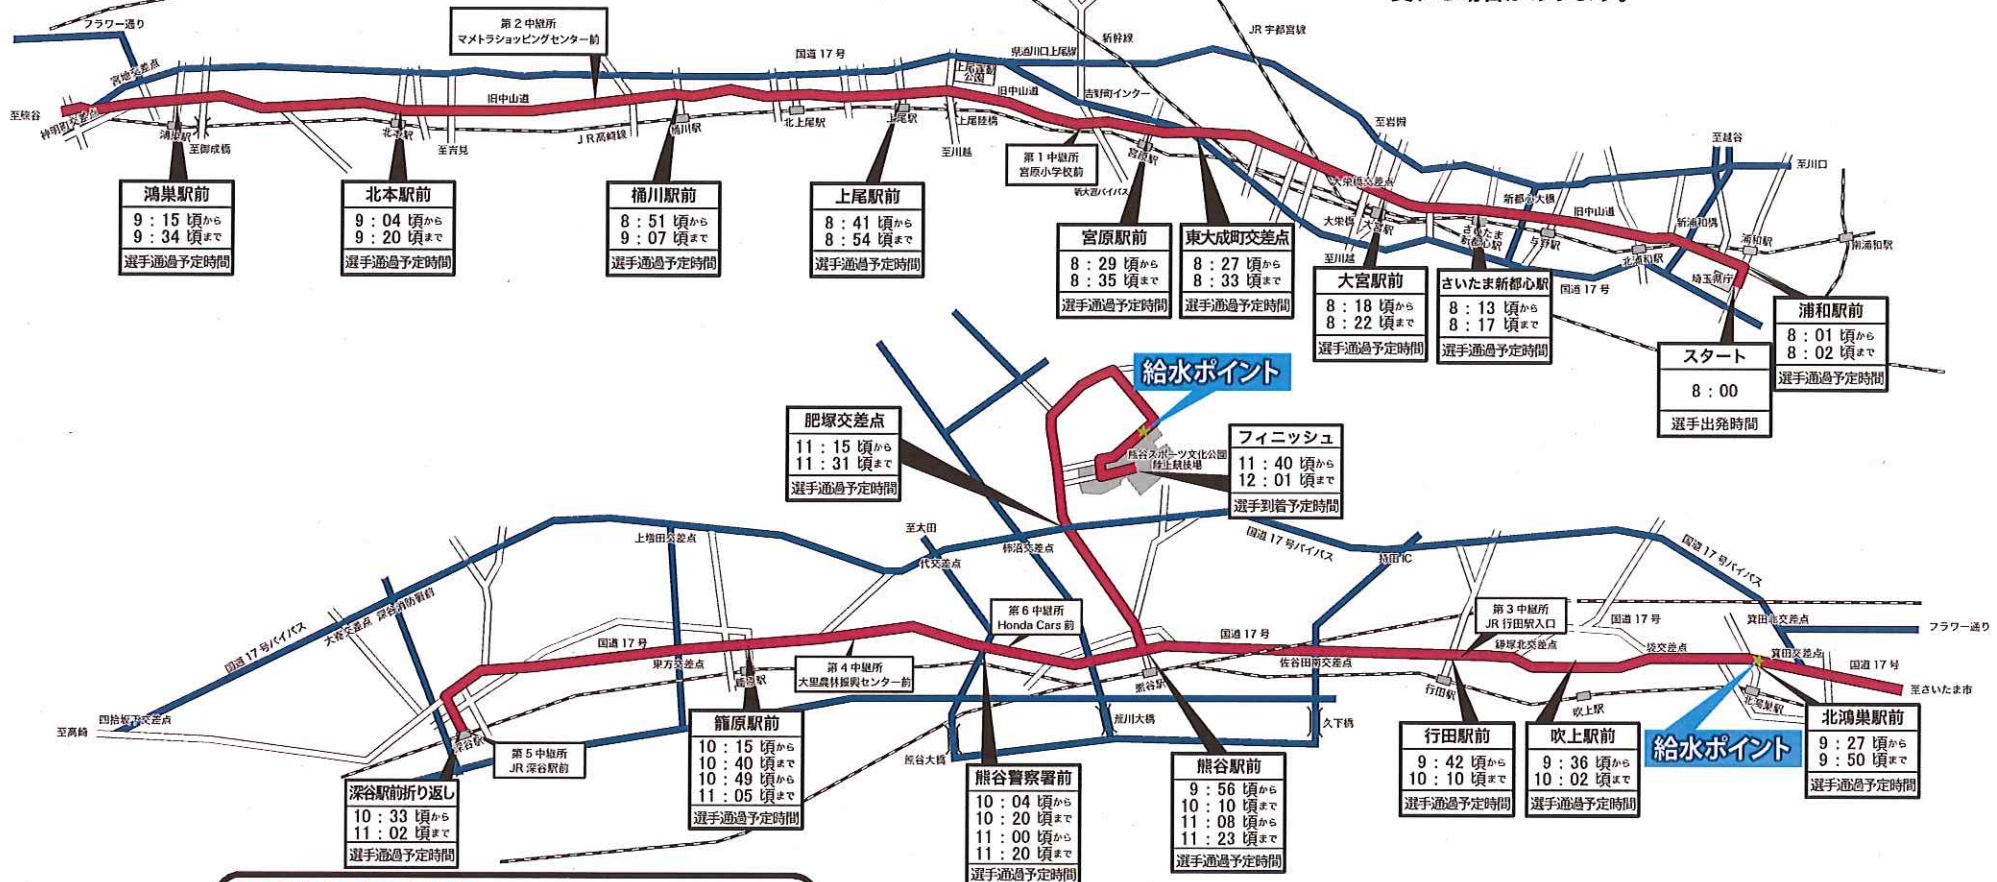 フラワー通り
第2中継所
マメトラショッピングセンター前
国道17号
県道川口上尾線
新幹線
JR宇都宮線
宮地交差点
上尾運動
公園
至熊谷
神明町交差点
旧中山道
旧中山道
吉野町インター
鴻巣駅
至御成橋
北本駅
至吉見
JR高崎線
桶川駅
北上尾駅
上尾駅
上尾陸橋
至川越
第1中継所
宮原小学校前
宮原駅
新大宮バイパス
至岩槻
大栄橋交差点
大栄橋
大宮駅
至川越
さいたま
新都心駅
新都心大橋
与野駅
旧中山道
北浦和駅
新浦和橋
至越谷
至川口
浦和駅
南浦和駅
埼玉県庁
国道17号
鴻巣駅前
9：15頃から
9：34頃まで
選手通過予定時間
北本駅前
9：04頃から
9：20頃まで
選手通過予定時間
桶川駅前
8：51頃から
9：07頃まで
選手通過予定時間
上尾駅前
8：41頃から
8：54頃まで
選手通過予定時間
宮原駅前
8：29頃から
8：35頃まで
選手通過予定時間
東大成町交差点
8：27頃から
8：33頃まで
選手通過予定時間
大宮駅前
8：18頃から
8：22頃まで
選手通過予定時間
さいたま新都心駅
8：13頃から
8：17頃まで
選手通過予定時間
スタート
8：00
選手出発時間
浦和駅前
8：01頃から
8：02頃まで
選手通過予定時間
給水ポイント
肥塚交差点
11：15頃から
11：31頃まで
選手通過予定時間
熊谷スポーツ文化公園
陸上競技場
フィニッシュ
11：40頃から
12：01頃まで
選手到着予定時間
至太田
代交差点
柿沼交差点
上増田交差点
国道17号バイパス
持田IC
国道17号バイパス
国道17号バイパス
大寄交差点
深谷消防署前
四拾坂下交差点
至高崎
国道17号
東方交差点
籠原駅
第4中継所
大里農林振興センター前
第6中継所
Honda Cars前
国道17号
熊谷駅
佐谷田南交差点
第3中継所
JR行田駅入口
鎌塚北交差点
国道17号
袋交差点
箕田北交差点
フラワー通り
箕田交差点
国道17号
至さいたま市
行田駅
吹上駅
北鴻巣駅
深谷駅
第5中継所
JR深谷駅前
熊谷大橋
荒川大橋
久下橋
深谷駅前折り返し
10：33頃から
11：02頃まで
選手通過予定時間
籠原駅前
10：15頃から
10：40頃まで
10：49頃から
11：05頃まで
選手通過予定時間
熊谷警察署前
10：04頃から
10：20頃まで
11：00頃から
11：20頃まで
選手通過予定時間
熊谷駅前
9：56頃から
10：10頃まで
11：08頃から
11：23頃まで
選手通過予定時間
行田駅前
9：42頃から
10：10頃まで
選手通過予定時間
吹上駅前
9：36頃から
10：02頃まで
選手通過予定時間
給水ポイント
北鴻巣駅前
9：27頃から
9：50頃まで
選手通過予定時間